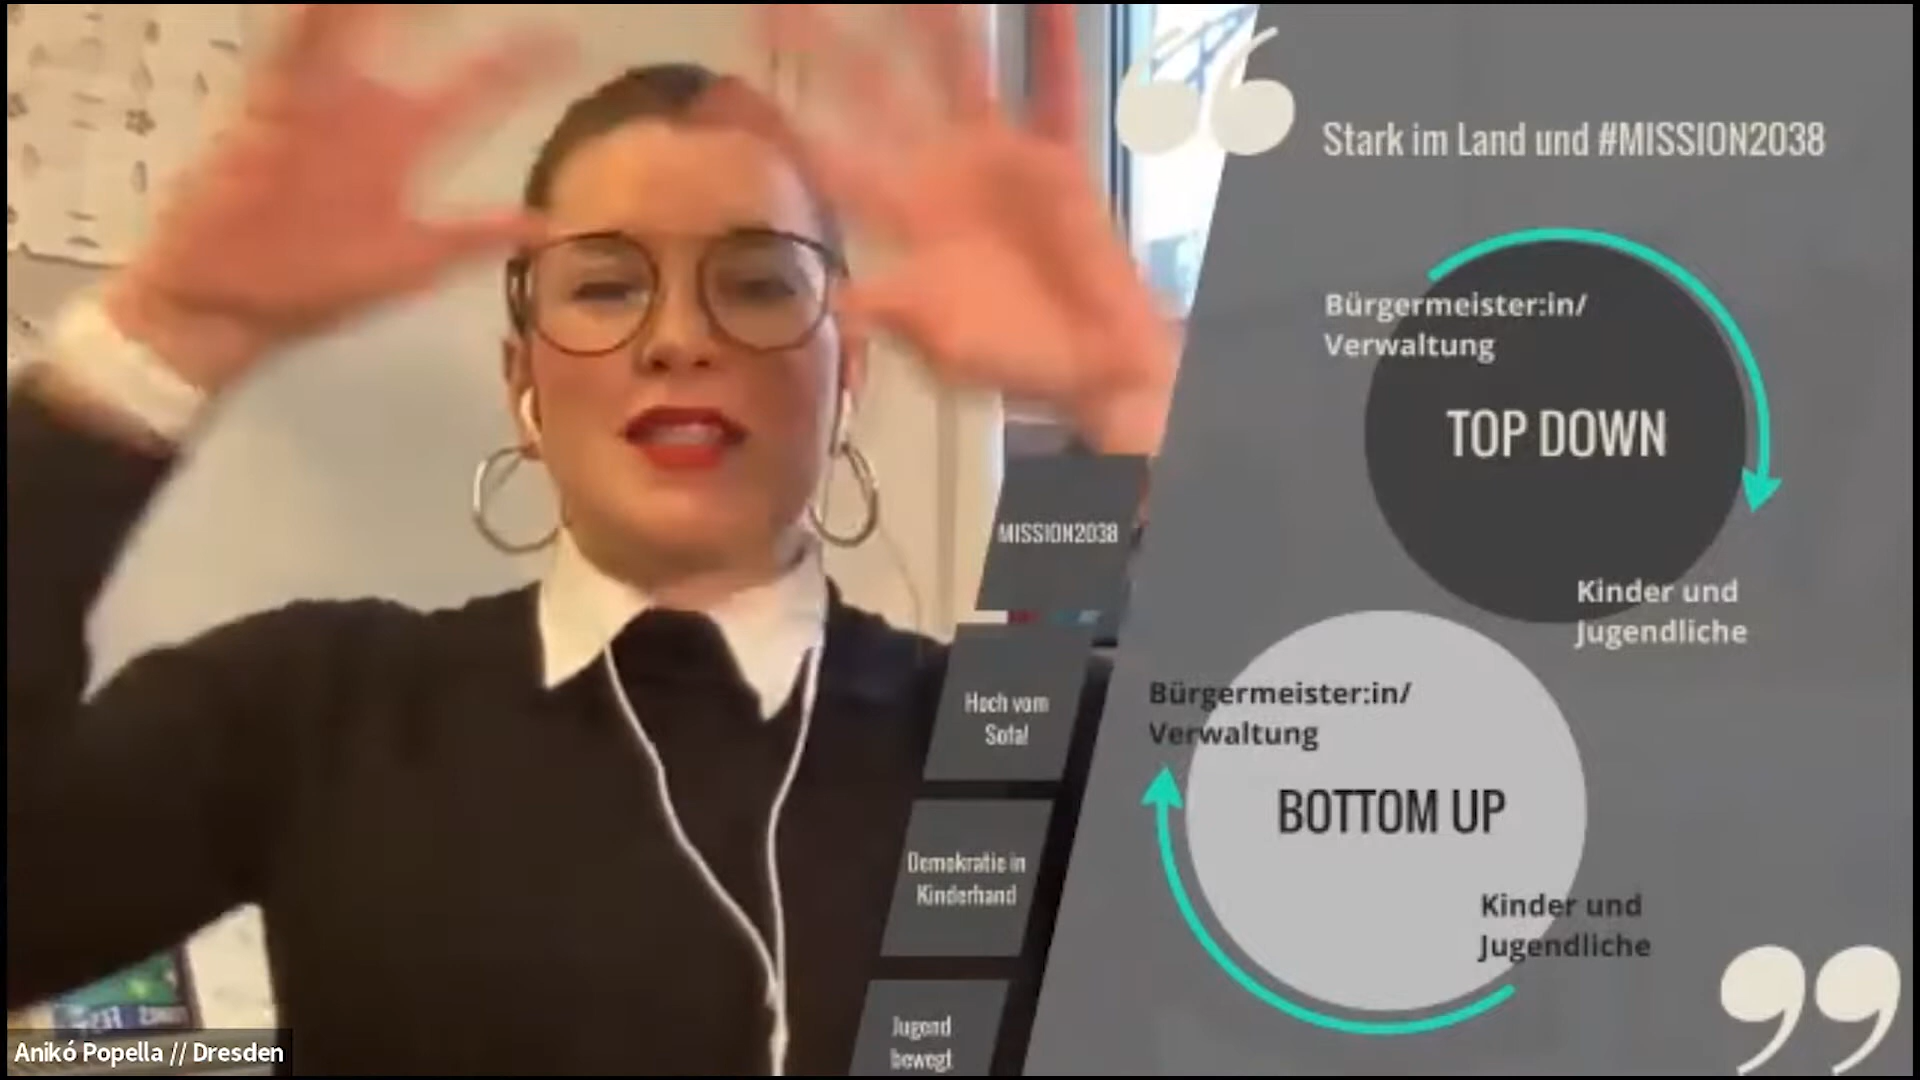 Stark im Land und #MISSION2038
Bürgermeister:in/
Verwaltung
TOP DOWN
Kinder und
Jugendliche
Bürgermeister:in/
Verwaltung
BOTTOM UP
Kinder und
Jugendliche
MISSION2038
Hoch vom
Sofa!
Demokratie in
Kinderhand
Jugend
bewegt
Anikó Popella // Dresden